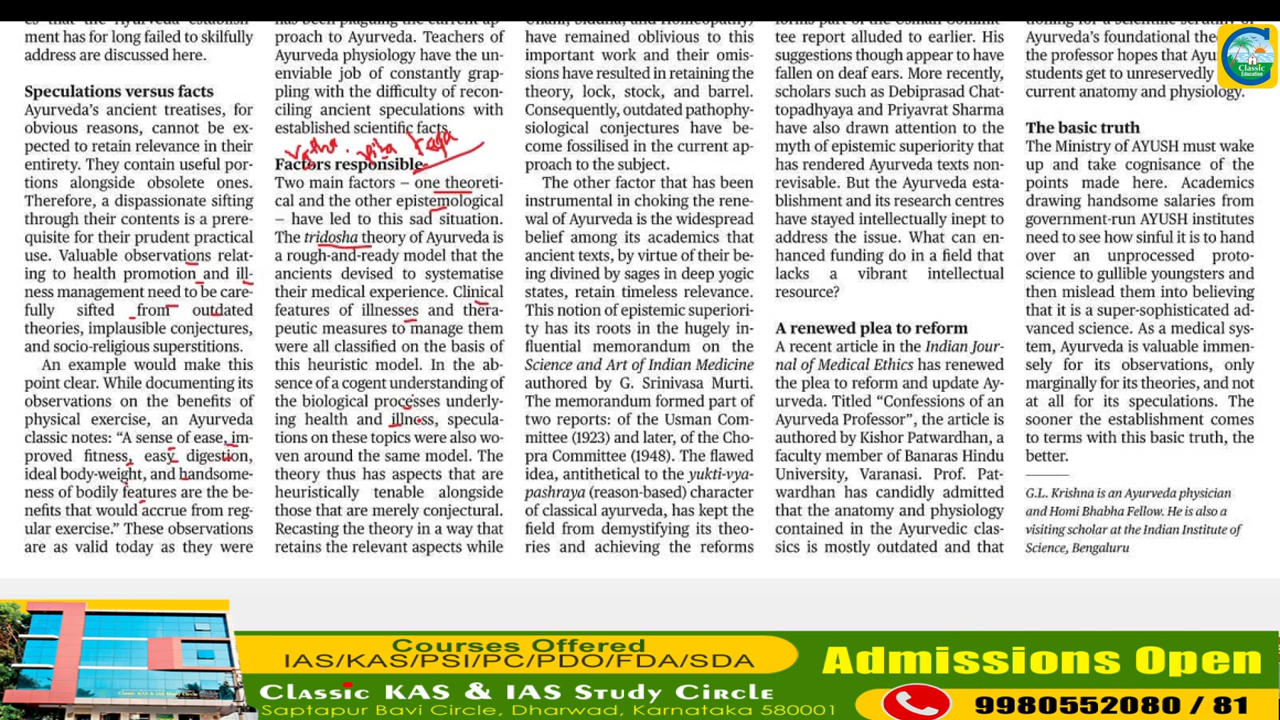 es that the Ayurveda establish-
ment has for long failed to skilfully
address are discussed here.
Speculations versus facts
Ayurveda's ancient treatises, for
obvious reasons, cannot be ex-
pected to retain relevance in their
entirety. They contain useful por-
tions alongside obsolete ones.
Therefore, a dispassionate sifting
through their contents is a prere-
quisite for their prudent practical
use. Valuable observations relat-
ing to health promotion and ill-
ness management need to be care-
fully sifted from outdated
theories, implausible conjectures,
and socio-religious superstitions.
An example would make this
point clear. While documenting its
observations on the benefits of
physical exercise, an Ayurveda
classic notes: "A sense of ease, im-
proved fitness, easy digestion,
ideal body-weight, and handsome-
ness of bodily features are the be-
nefits that would accrue from reg-
ular exercise." These observations
are as valid today as they were
has been plaguing the current ap-
proach to Ayurveda. Teachers of
Ayurveda physiology have the un-
enviable job of constantly grap-
pling with the difficulty of recon-
ciling ancient speculations with
established scientific facts.
Factors responsible
Two main factors – one theoreti-
cal and the other epistemological
– have led to this sad situation.
The tridosha theory of Ayurveda is
a rough-and-ready model that the
ancients devised to systematise
their medical experience. Clinical
features of illnesses and thera-
peutic measures to manage them
were all classified on the basis of
this heuristic model. In the ab-
sence of a cogent understanding of
the biological processes underly-
ing health and illness, specula-
tions on these topics were also wo-
ven around the same model. The
theory thus has aspects that are
heuristically tenable alongside
those that are merely conjectural.
Recasting the theory in a way that
retains the relevant aspects while
have remained oblivious to this
important work and their omis-
sions have resulted in retaining the
theory, lock, stock, and barrel.
Consequently, outdated pathophy-
siological conjectures have be-
come fossilised in the current ap-
proach to the subject.
The other factor that has been
instrumental in choking the rene-
wal of Ayurveda is the widespread
belief among its academics that
ancient texts, by virtue of their be-
ing divined by sages in deep yogic
states, retain timeless relevance.
This notion of epistemic superiori-
ty has its roots in the hugely in-
fluential memorandum on the
Science and Art of Indian Medicine
authored by G. Srinivasa Murti.
The memorandum formed part of
two reports: of the Usman Com-
mittee (1923) and later, of the Cho-
pra Committee (1948). The flawed
idea, antithetical to the yukti-vya-
pashraya (reason-based) character
of classical ayurveda, has kept the
field from demystifying its theo-
ries and achieving the reforms
tee report alluded to earlier. His
suggestions though appear to have
fallen on deaf ears. More recently,
scholars such as Debiprasad Chat-
topadhyaya and Priyavrat Sharma
have also drawn attention to the
myth of epistemic superiority that
has rendered Ayurveda texts non-
revisable. But the Ayurveda esta-
blishment and its research centres
have stayed intellectually inept to
address the issue. What can en-
hanced funding do in a field that
lacks a vibrant intellectual
resource?
A renewed plea to reform
A recent article in the Indian Jour-
nal of Medical Ethics has renewed
the plea to reform and update Ay-
urveda. Titled "Confessions of an
Ayurveda Professor", the article is
authored by Kishor Patwardhan, a
faculty member of Banaras Hindu
University, Varanasi. Prof. Pat-
wardhan has candidly admitted
that the anatomy and physiology
contained in the Ayurvedic clas-
sics is mostly outdated and that
Ayurveda's foundational the
the professor hopes that Ayu
students get to unreservedly
current anatomy and physiology.
The basic truth
The Ministry of AYUSH must wake
up and take cognisance of the
points made here. Academics
drawing handsome salaries from
government-run AYUSH institutes
need to see how sinful it is to hand
over an unprocessed proto-
science to gullible youngsters and
then mislead them into believing
that it is a super-sophisticated ad-
vanced science. As a medical sys-
tem, Ayurveda is valuable immen-
sely for its observations, only
marginally for its theories, and not
at all for its speculations. The
sooner the establishment comes
to terms with this basic truth, the
better.
G.L. Krishna is an Ayurveda physician
and Homi Bhabha Fellow. He is also a
visiting scholar at the Indian Institute of
Science, Bengaluru
Classic
Education
Courses Offered
IAS/KAS/PSI/PC/PDO/FDA/SDA
Classic KAS & IAS Study Circle
Saptapur Bavi Circle, Dharwad, Karnataka 580001
Admissions Open
9980552080 / 81